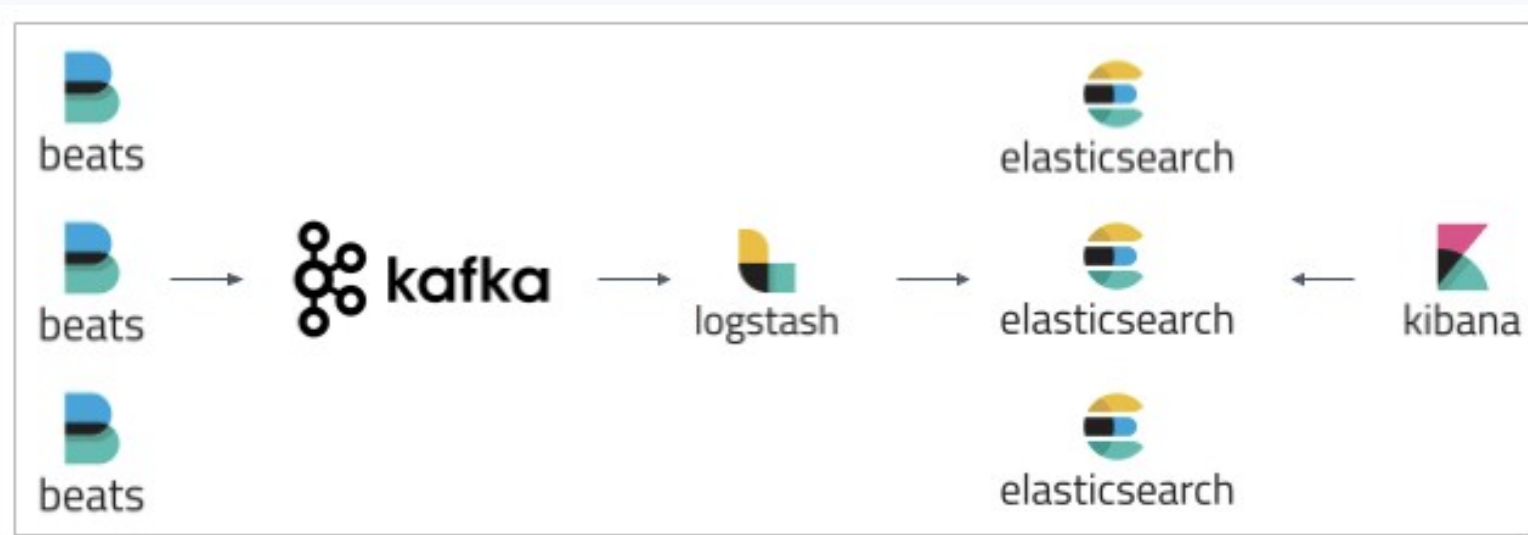 beats
elasticsearch
beats
kafka
logstash
elasticsearch
kibana
beats
elasticsearch